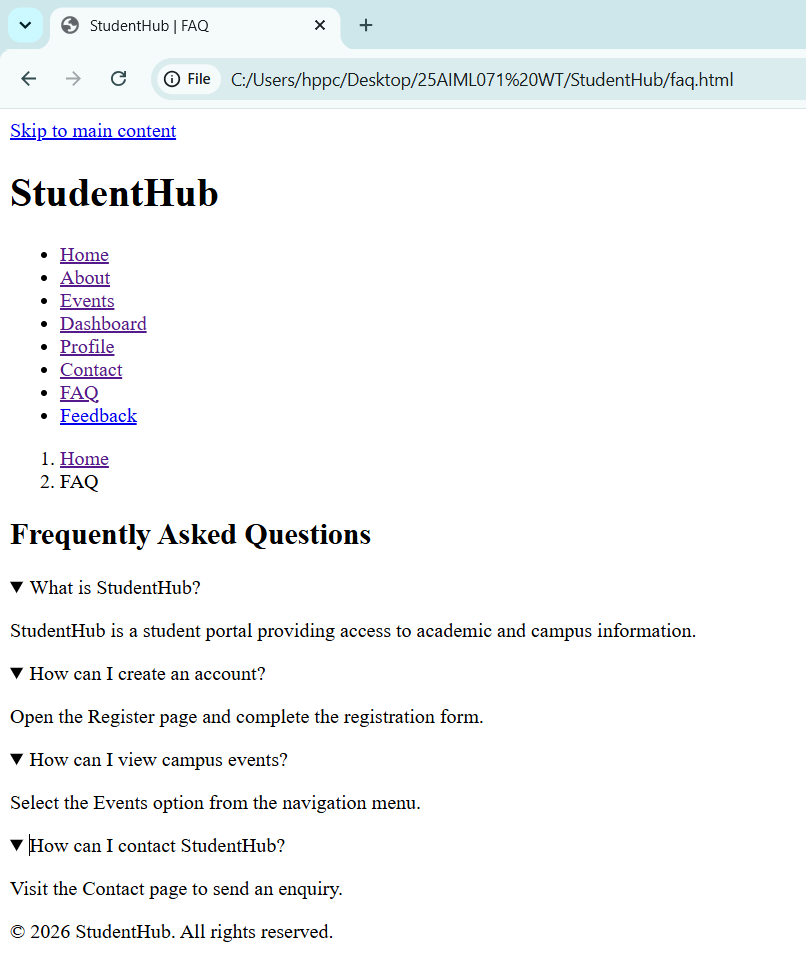 StudentHub | FAQ
File C:/Users/hppc/Desktop/25AIML071%20WT/StudentHub/faq.html
Skip to main content
StudentHub
• Home
• About
• Events
• Dashboard
• Profile
• Contact
• FAQ
• Feedback
1. Home
2. FAQ
Frequently Asked Questions
▼ What is StudentHub?
StudentHub is a student portal providing access to academic and campus information.
▼ How can I create an account?
Open the Register page and complete the registration form.
▼ How can I view campus events?
Select the Events option from the navigation menu.
▼ How can I contact StudentHub?
Visit the Contact page to send an enquiry.
© 2026 StudentHub. All rights reserved.